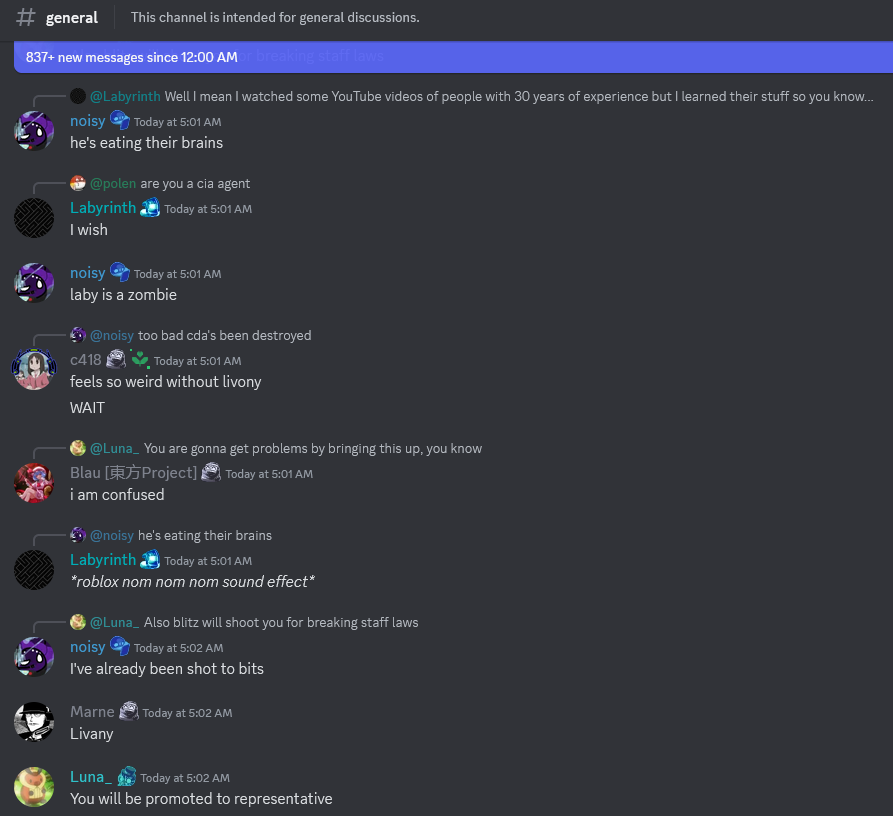 # general This channel is intended for general discussions.
837+ new messages since 12:00 AM
@Labyrinth Well I mean I watched some YouTube videos of people with 30 years of experience but I learned their stuff so you know...
noisy Today at 5:01 AM
he's eating their brains
@polen are you a cia agent
Labyrinth Today at 5:01 AM
I wish
noisy Today at 5:01 AM
laby is a zombie
@noisy too bad cda's been destroyed
c418 Today at 5:01 AM
feels so weird without livony
WAIT
@Luna_ You are gonna get problems by bringing this up, you know
Blau [東方Project] Today at 5:01 AM
i am confused
@noisy he's eating their brains
Labyrinth Today at 5:01 AM
*roblox nom nom nom sound effect*
@Luna_ Also blitz will shoot you for breaking staff laws
noisy Today at 5:02 AM
I've already been shot to bits
Marne Today at 5:02 AM
Livany
Luna_ Today at 5:02 AM
You will be promoted to representative